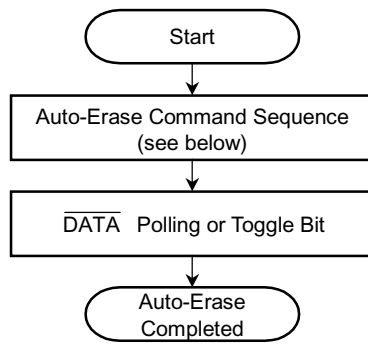 Start
Auto-Erase Command Sequence
(see below)
DATA Polling or Toggle Bit
Auto-Erase
Completed